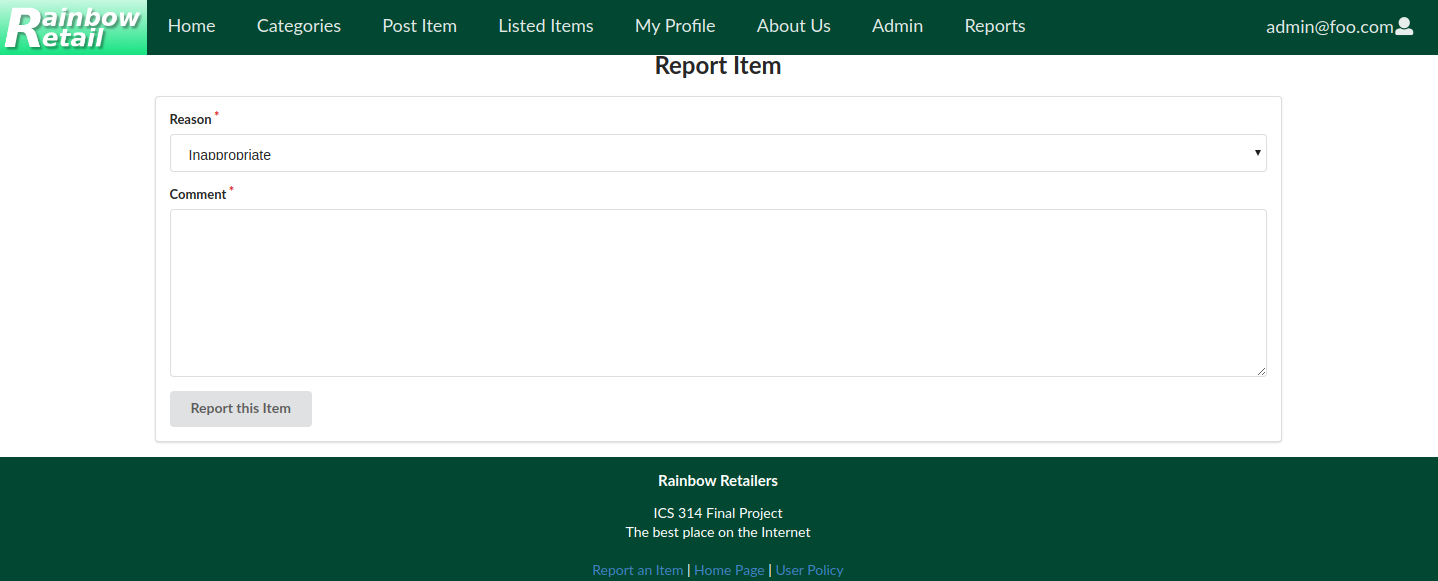 Rainbow
Retail
Home Categories Post Item Listed Items My Profile About Us Admin Reports admin@foo.com
Report Item
Reason *
Inappropriate
Comment *
Report this Item
Rainbow Retailers
ICS 314 Final Project
The best place on the Internet
Report an Item | Home Page | User Policy